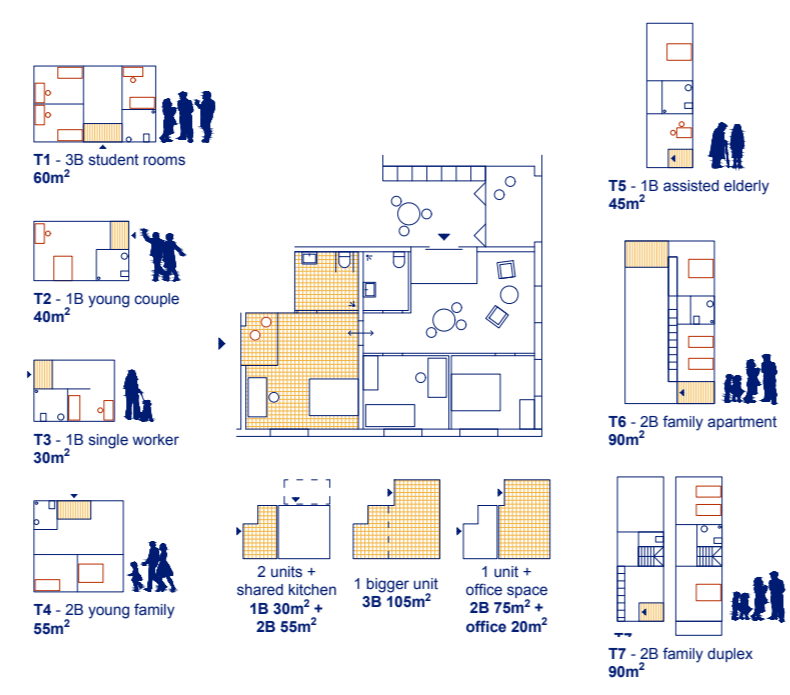 T1 - 3B student rooms
60m²
T2 - 1B young couple
40m²
T3 - 1B single worker
30m²
T4 - 2B young family
55m²
2 units +
shared kitchen
1B 30m² +
2B 55m²
1 bigger unit
3B 105m²
1 unit +
office space
2B 75m² +
office 20m²
T5 - 1B assisted elderly
45m²
T6 - 2B family apartment
90m²
T7 - 2B family duplex
90m²